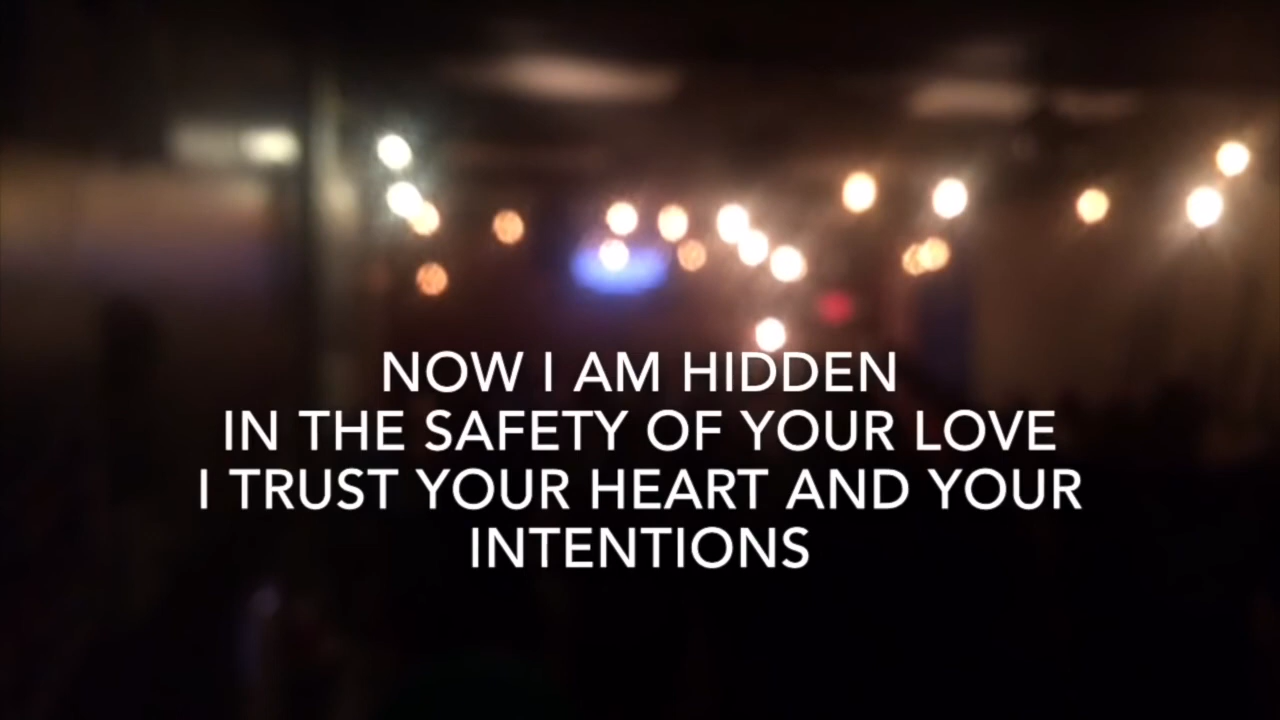 NOW I AM HIDDEN
IN THE SAFETY OF YOUR LOVE
I TRUST YOUR HEART AND YOUR
INTENTIONS